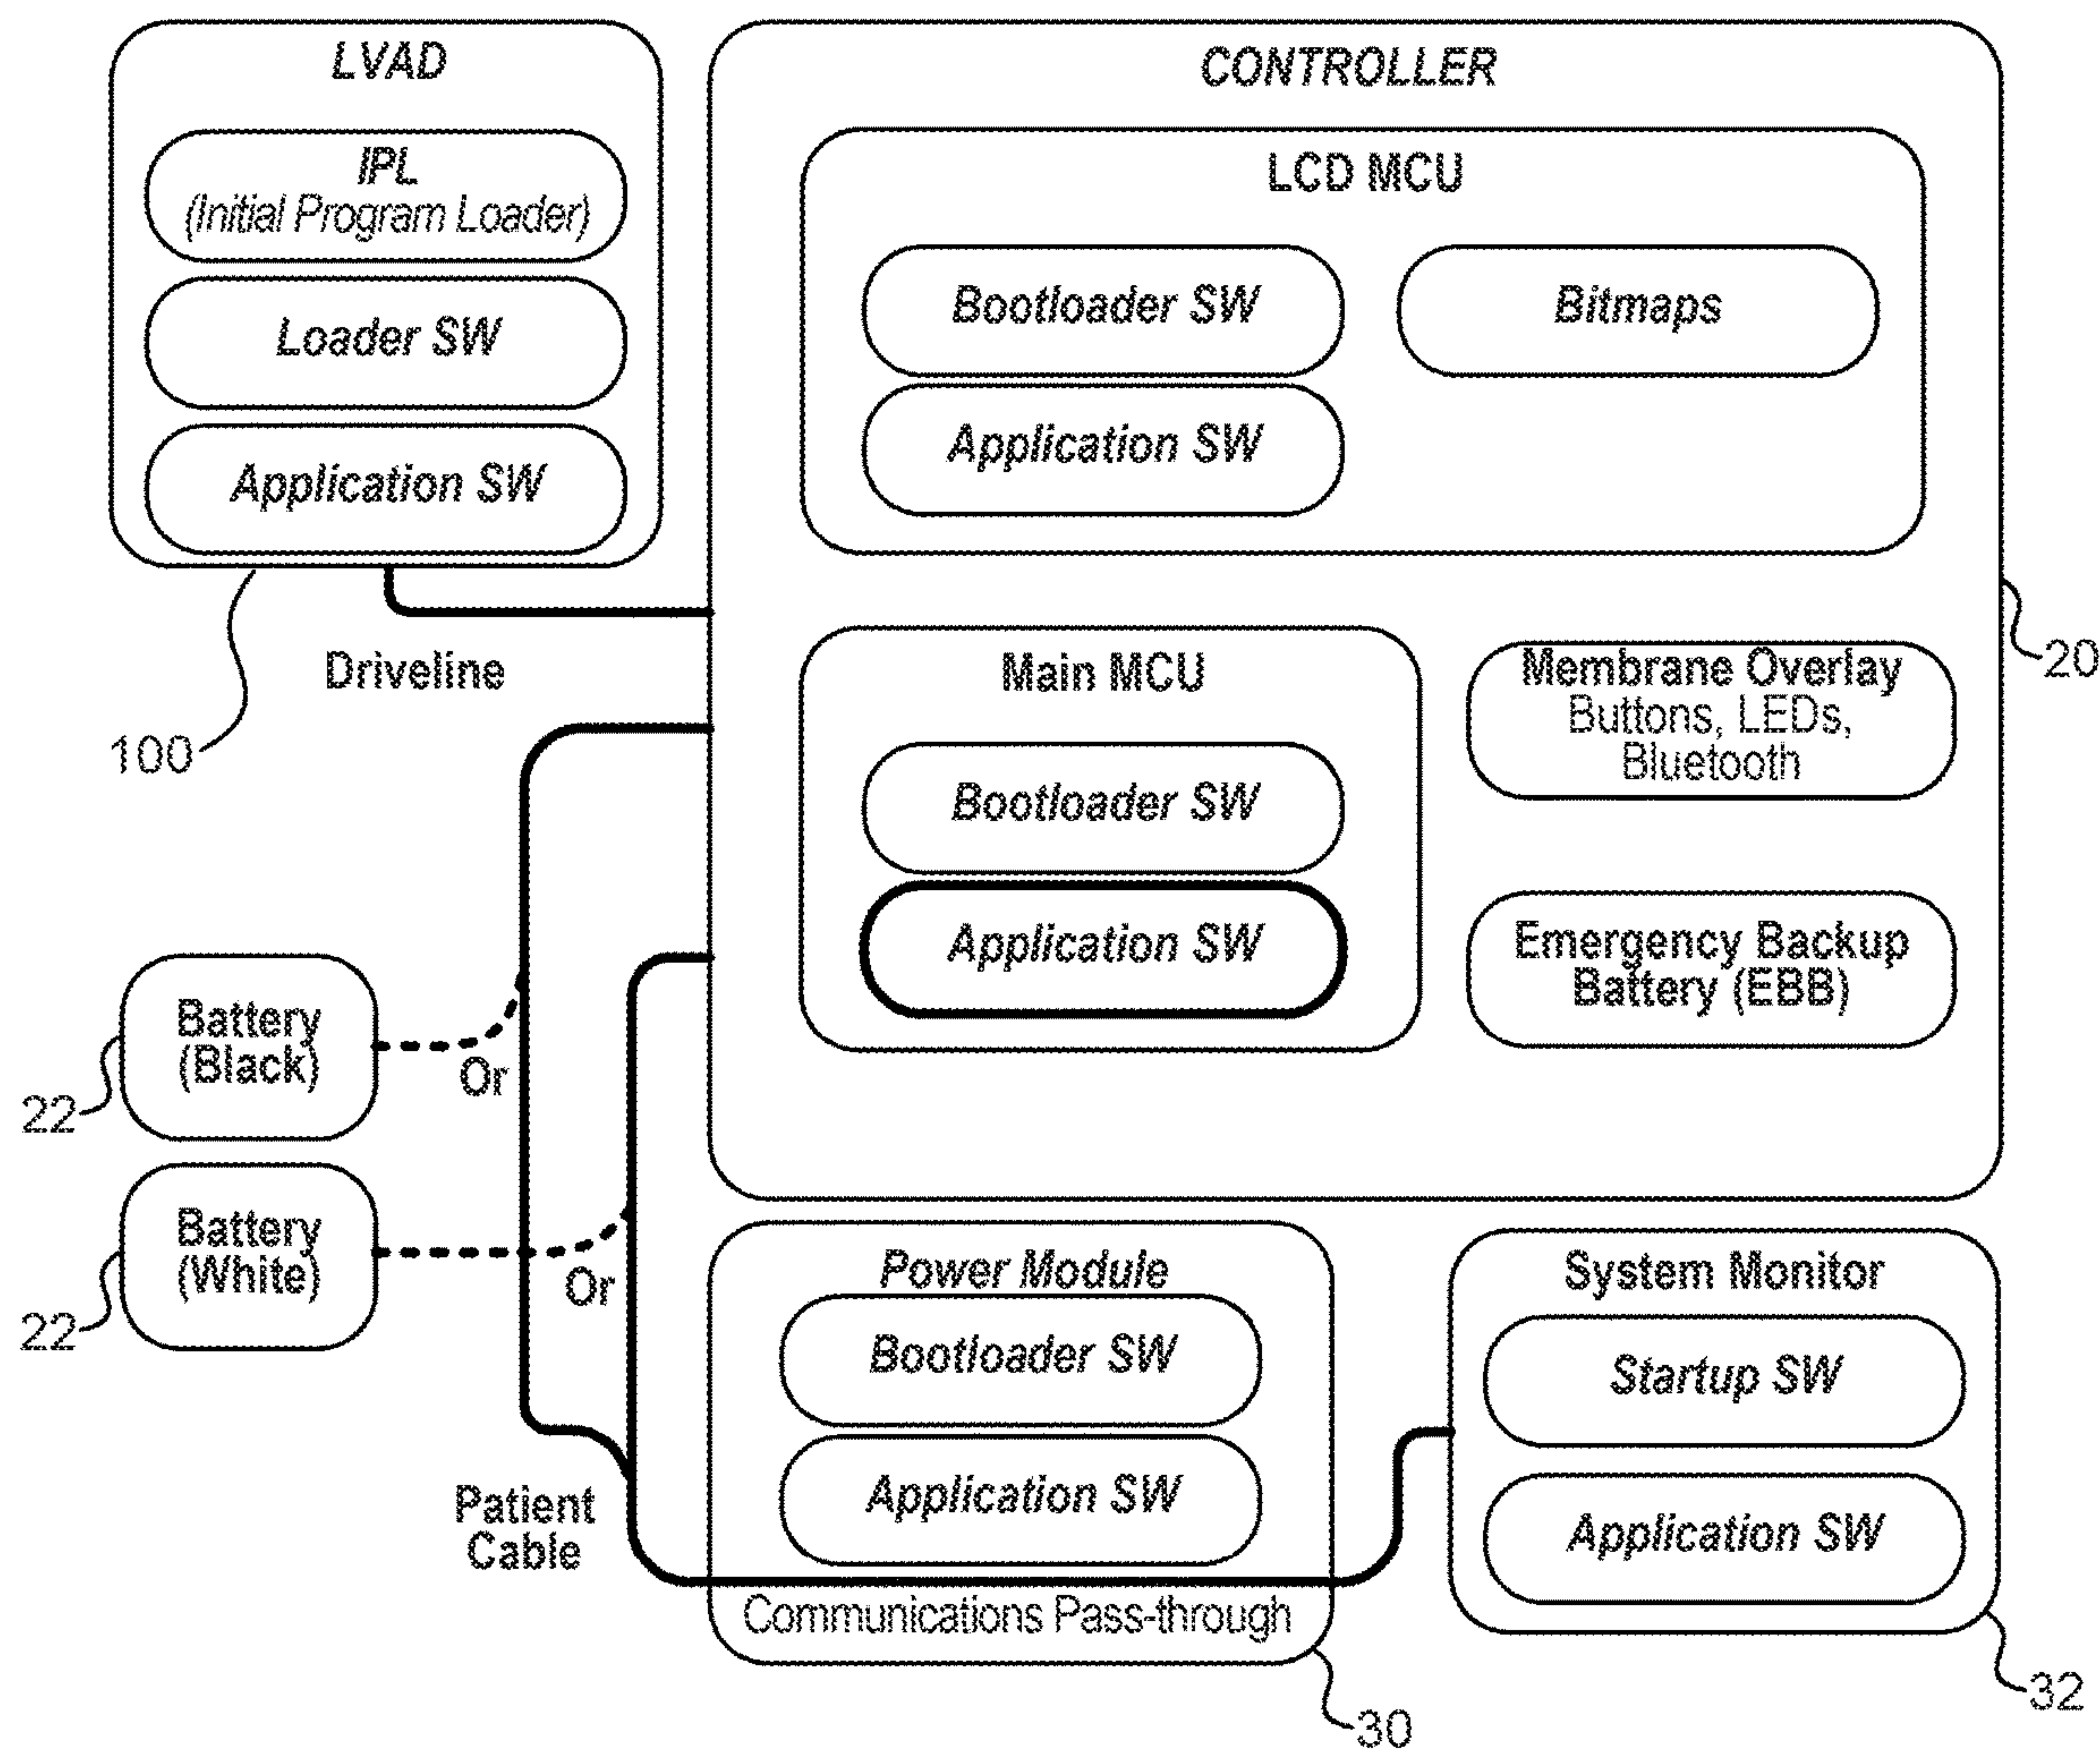 LVAD
IPL
(Initial Program Loader)
Loader SW
Application SW
100
Driveline
CONTROLLER
LCD MCU
Bootloader SW
Bitmaps
Application SW
20
Main MCU
Bootloader SW
Application SW
Membrane Overlay
Buttons, LEDs,
Bluetooth
Emergency Backup
Battery (EBB)
Battery
(Black)
22
Or
Battery
(White)
22
Or
Patient
Cable
Power Module
Bootloader SW
Application SW
Communications Pass-through
30
System Monitor
Startup SW
Application SW
32